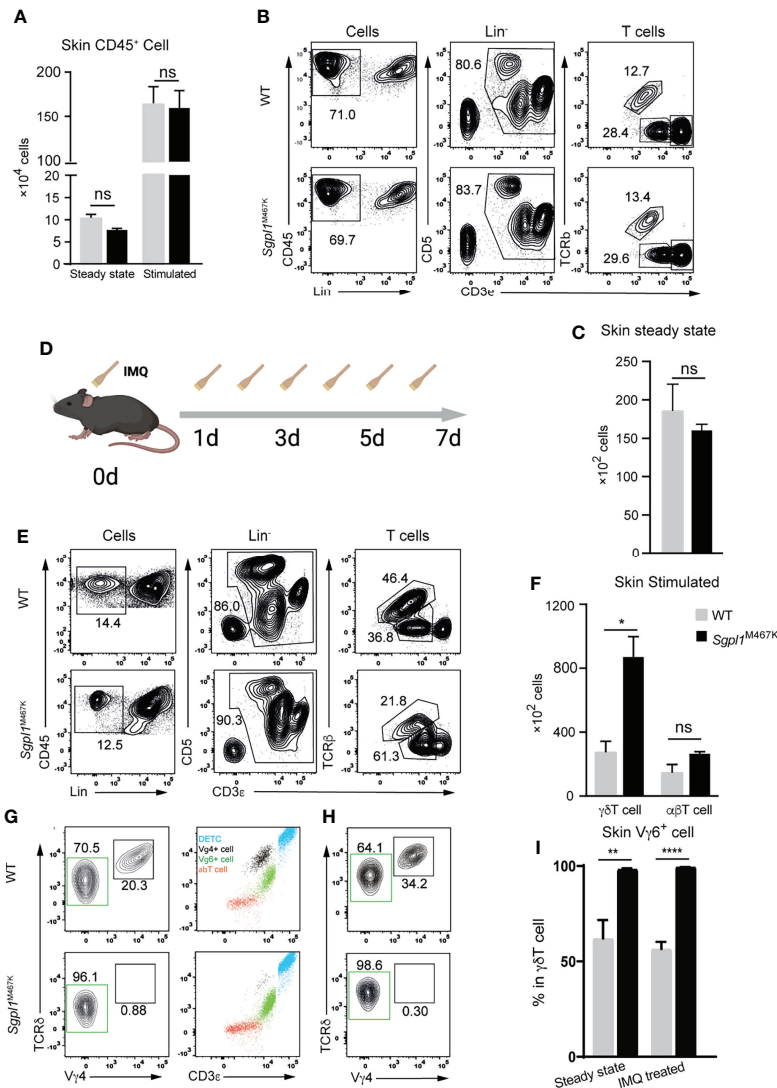 A
Skin CD45+ Cell
×10⁴ cells
200
150
100
20
15
10
5
0
ns
ns
Steady state
Stimulated
B
Cells
Lin-
T cells
WT
Sgpl1M467K
71.0
80.6
12.7
28.4
69.7
83.7
13.4
29.6
CD45
CD5
TCRb
Lin
CD3e
C
Skin steady state
×10² cells
250
200
150
100
50
0
ns
D
IMQ
0d
1d
3d
5d
7d
E
Cells
Lin-
T cells
WT
Sgpl1M467K
14.4
86.0
46.4
36.8
12.5
90.3
21.8
61.3
CD45
CD5
TCRβ
Lin
CD3ε
F
Skin Stimulated
WT
Sgpl1M467K
×10² cells
1200
800
400
0
*
ns
γδT cell
αβT cell
G
WT
Sgpl1M467K
70.5
20.3
96.1
0.88
DETC
Vg4+ cell
Vg6+ cell
abT cell
TCRδ
Vγ4
CD3ε
H
64.1
34.2
98.6
0.30
TCRδ
Vγ4
I
Skin Vγ6+ cell
% in γδT cell
100
50
0
**
****
Steady state
IMQ treated